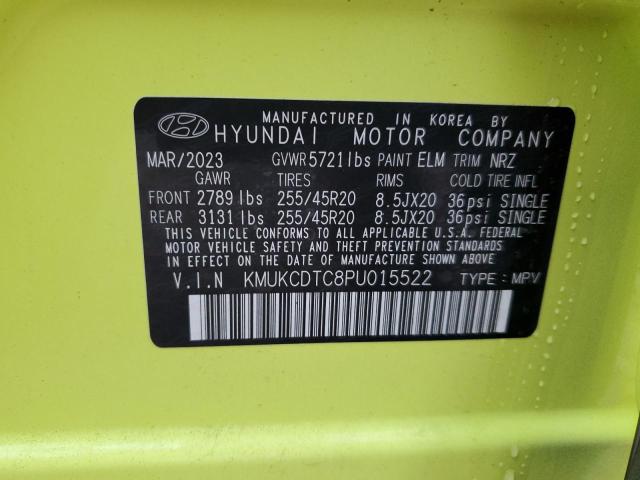 MANUFACTURED IN KOREA BY
HYUNDAI MOTOR COMPANY
MAR/2023 GVWR 5721lbs PAINT ELM TRIM NRZ
GAWR TIRES RIMS COLD TIRE INFL
FRONT 2789 lbs 255/45R20 8.5JX20 36psi SINGLE
REAR 3131 lbs 255/45R20 8.5JX20 36psi SINGLE
THIS VEHICLE CONFORMS TO ALL APPLICABLE U.S.A. FEDERAL
MOTOR VEHICLE SAFETY AND THEFT PREVENTION STANDARDS
IN EFFECT ON THE DATE OF MANUFACTURE SHOWN ABOVE.
V.I.N KMUKCDTC8PU015522 TYPE : MPV